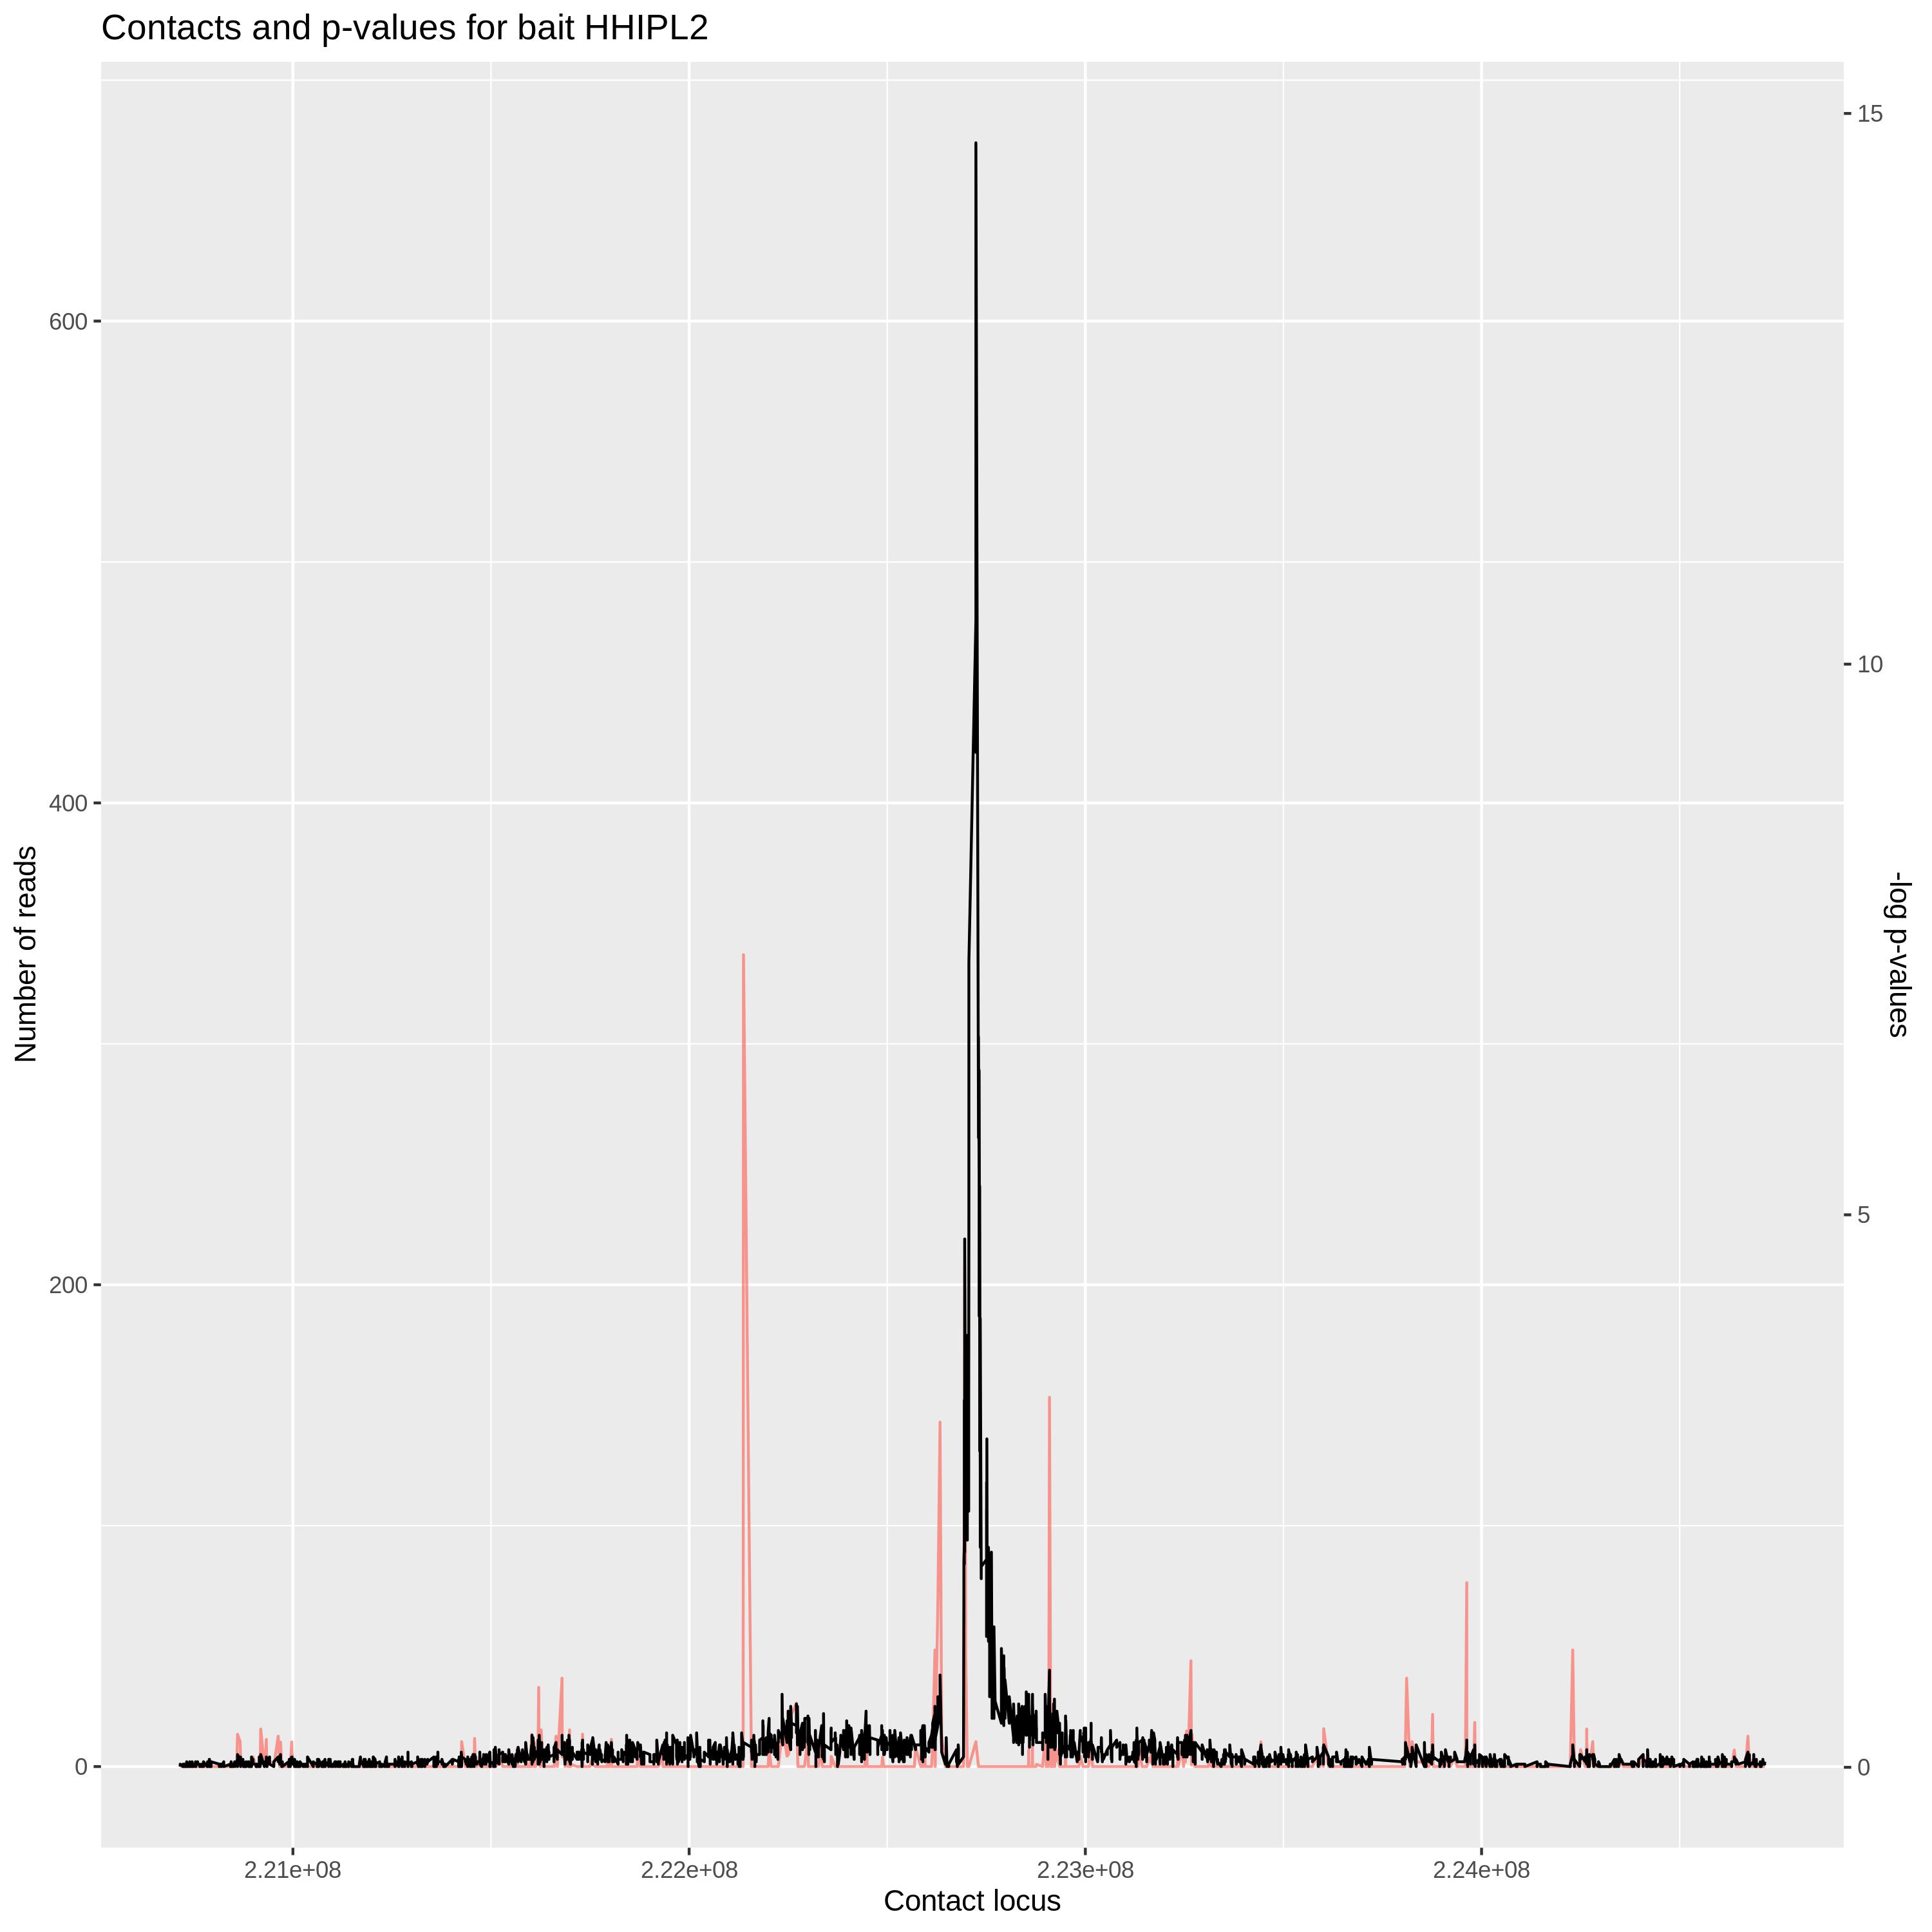 Contacts and p-values for bait HHIPL2
600
400
200
0
Number of reads
15
10
5
0
-log p-values
2.21e+08
2.22e+08
2.23e+08
2.24e+08
Contact locus